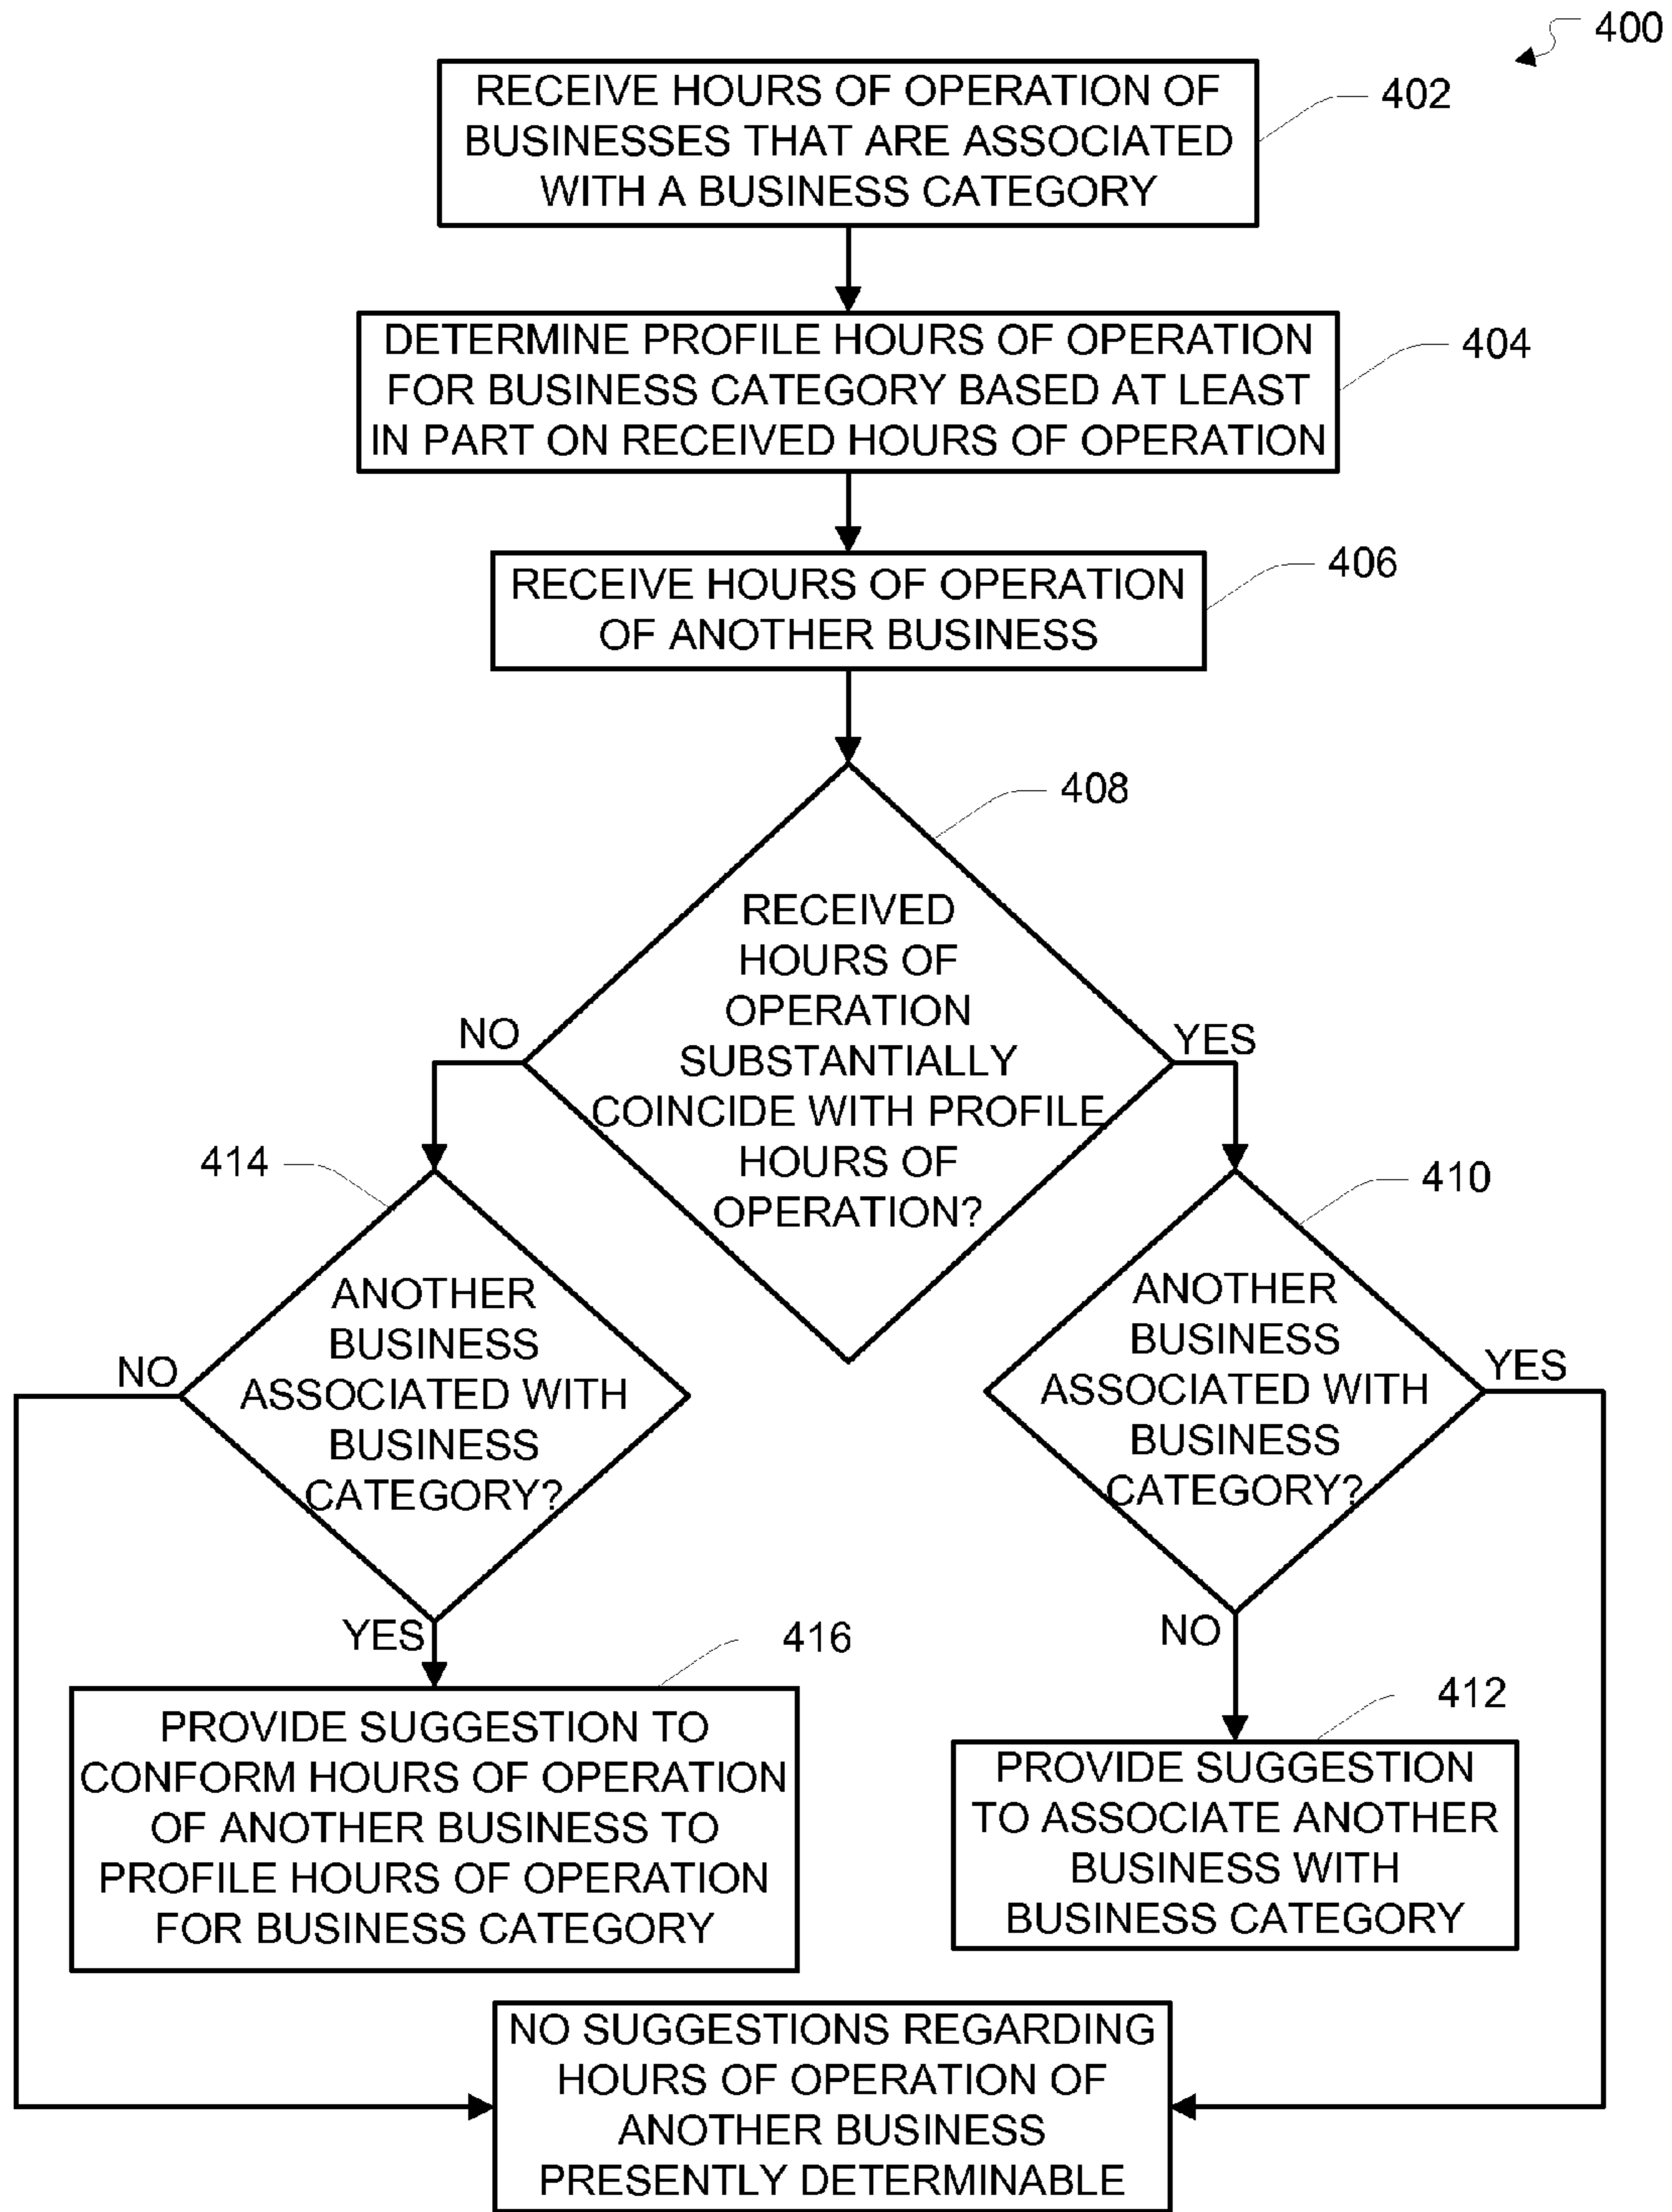 400
RECEIVE HOURS OF OPERATION OF
BUSINESSES THAT ARE ASSOCIATED
WITH A BUSINESS CATEGORY
402
DETERMINE PROFILE HOURS OF OPERATION
FOR BUSINESS CATEGORY BASED AT LEAST
IN PART ON RECEIVED HOURS OF OPERATION
404
RECEIVE HOURS OF OPERATION
OF ANOTHER BUSINESS
406
408
RECEIVED
HOURS OF
OPERATION
SUBSTANTIALLY
COINCIDE WITH PROFILE
HOURS OF
OPERATION?
NO
YES
414
ANOTHER
BUSINESS
ASSOCIATED WITH
BUSINESS
CATEGORY?
NO
YES
410
ANOTHER
BUSINESS
ASSOCIATED WITH
BUSINESS
CATEGORY?
YES
NO
416
PROVIDE SUGGESTION TO
CONFORM HOURS OF OPERATION
OF ANOTHER BUSINESS TO
PROFILE HOURS OF OPERATION
FOR BUSINESS CATEGORY
412
PROVIDE SUGGESTION
TO ASSOCIATE ANOTHER
BUSINESS WITH
BUSINESS CATEGORY
NO SUGGESTIONS REGARDING
HOURS OF OPERATION OF
ANOTHER BUSINESS
PRESENTLY DETERMINABLE